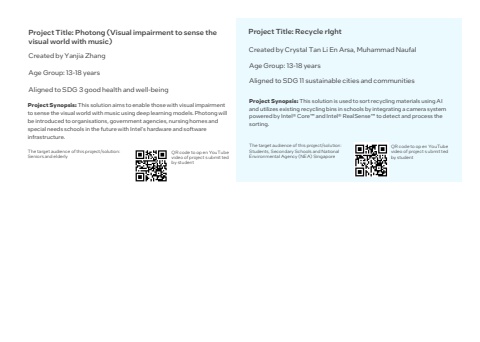 Project Title: Photong (Visual impairment to sense the
visual world with music)
Created by Yanjia Zhang
Age Group: 13-18 years
Aligned to SDG 3 good health and well-being
Project Synopsis: This solution aims to enable those with visual impairment
to sense the visual world with music using deep learning models. Photong will
be introduced to organisations, government agencies, nursing homes and
special needs schools in the future with Intel's hardware and software
infrastructure.
The target audience of this project/solution:
Seniors and elderly
QR code to open YouTube
video of project submitted
by student
Project Title: Recycle right
Created by Crystal Tan Li En Arsa, Muhammad Naufal
Age Group: 13-18 years
Aligned to SDG 11 sustainable cities and communities
Project Synopsis: This solution is used to sort recycling materials using AI
and utilizes existing recycling bins in schools by integrating a camera system
powered by Intel® Core™ and Intel® RealSense™ to detect and process the
sorting.
The target audience of this project/solution:
Students, Secondary Schools and National
Environmental Agency (NEA) Singapore
QR code to open YouTube
video of project submitted
by student